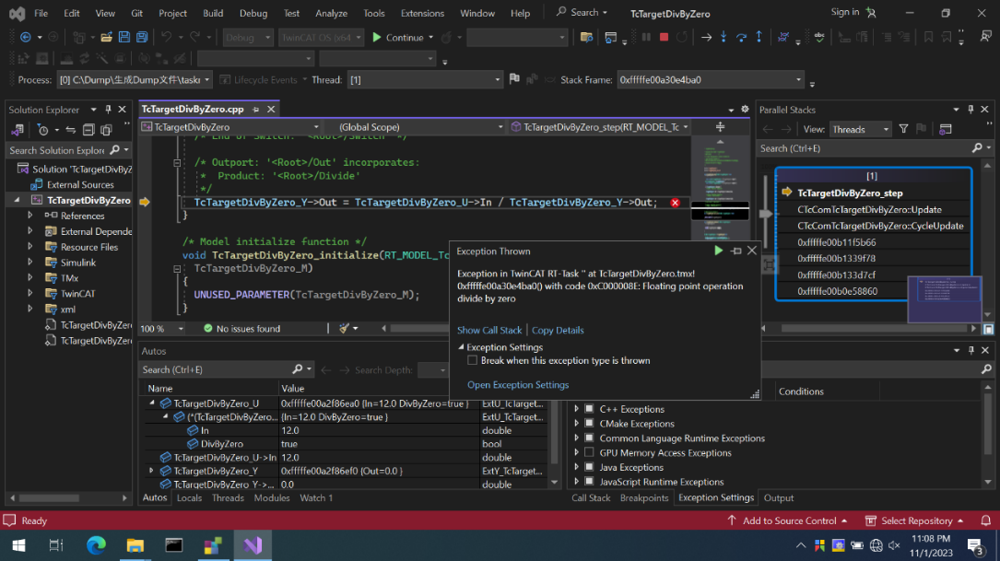 File Edit View Git Project Build Debug Test Analyze Tools Extensions Window Help Search TcTargetDivByZero Sign in
Debug TwinCAT OS (x64 Continue
Process: [0] C:\Dump\生成Dump文件\taskr Lifecycle Events Thread: [1] Stack Frame: 0xfffffe00a30e4ba0
Solution Explorer
Search Solution Explore
Solution 'TcTargetDivByZ
External Sources
TcTargetDivByZero
References
External Depende
Resource Files
Simulink
TMx
TwinCAT
xml
TcTargetDivByZero
TcTargetDivByZero
TcTargetDivByZero.cpp
TcTargetDivByZero (Global Scope) TcTargetDivByZero_step(RT_MODEL_Tc
/* End of Switch: '<Root>/Switch' */
/* Outport: '<Root>/Out' incorporates:
* Product: '<Root>/Divide'
*/
TcTargetDivByZero_Y->Out = TcTargetDivByZero_U->In / TcTargetDivByZero_Y->Out;
}
/* Model initialize function */
void TcTargetDivByZero_initialize(RT_MODEL_Tc
TcTargetDivByZero_M)
{
UNUSED_PARAMETER(TcTargetDivByZero_M);
}
100 % No issues found
Exception Thrown
Exception in TwinCAT RT-Task '' at TcTargetDivByZero.tmx!
0xfffffe00a30e4ba0() with code 0xC000008E: Floating point operation
divide by zero
Show Call Stack | Copy Details
Exception Settings
Break when this exception type is thrown
Open Exception Settings
Parallel Stacks
View: Threads
Search (Ctrl+E)
[1]
TcTargetDivByZero_step
CTcComTcTargetDivByZero::Update
CTcComTcTargetDivByZero::CycleUpdate
0xfffffe00b11f5b66
0xfffffe00b1339f78
0xfffffe00b133d7cf
0xfffffe00b0e58860
Autos
Search (Ctrl+E) Search Depth:
Name Value
TcTargetDivByZero_U 0xfffffe00a2f86ea0 {In=12.0 DivByZero=true } ExtU_TcTarget
(*(TcTargetDivByZero... {In=12.0 DivByZero=true } ExtU_TcTarget
In 12.0 double
DivByZero true bool
TcTargetDivByZero_U->In 12.0 double
TcTargetDivByZero_Y 0xfffffe00a2f86ef0 {Out=0.0 } ExtY_TcTarget
TcTargetDivByZero_Y->... 0.0 double
Autos Locals Threads Modules Watch 1
Conditions
C++ Exceptions
CMake Exceptions
Common Language Runtime Exceptions
GPU Memory Access Exceptions
Java Exceptions
JavaScript Runtime Exceptions
Call Stack Breakpoints Exception Settings Output
Ready Add to Source Control Select Repository
11:08 PM
11/1/2023
3